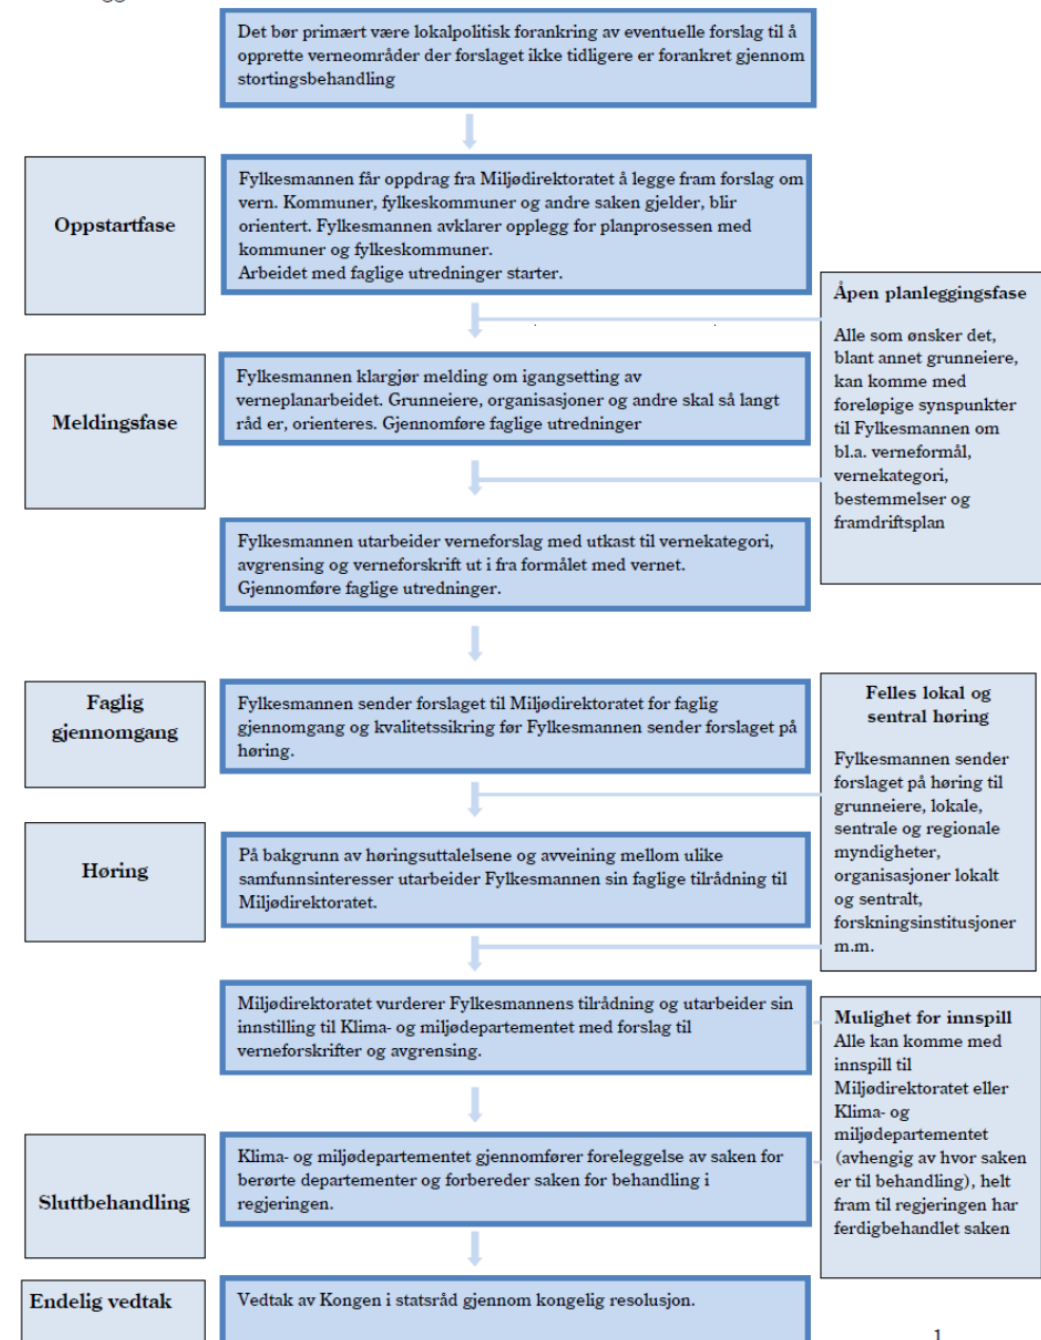 Det bør primært være lokalpolitisk forankring av eventuelle forslag til å
opprette verneområder der forslaget ikke tidligere er forankret gjennom
stortingsbehandling
Oppstartfase
Fylkesmannen får oppdrag fra Miljødirektoratet å legge fram forslag om
vern. Kommuner, fylkeskommuner og andre saken gjelder, blir
orientert. Fylkesmannen avklarer opplegg for planprosessen med
kommuner og fylkeskommuner.
Arbeidet med faglige utredninger starter.
Åpen planleggingsfase
Alle som ønsker det,
blant annet grunneiere,
kan komme med
foreløpige synspunkter
til Fylkesmannen om
bl.a. verneformål,
vernekategori,
bestemmelser og
framdriftsplan
Meldingsfase
Fylkesmannen klargjør melding om igangsetting av
verneplanarbeidet. Grunneiere, organisasjoner og andre skal så langt
råd er, orienteres. Gjennomføre faglige utredninger
Fylkesmannen utarbeider verneforslag med utkast til vernekategori,
avgrensing og verneforskrift ut i fra formålet med vernet.
Gjennomføre faglige utredninger.
Faglig
gjennomgang
Fylkesmannen sender forslaget til Miljødirektoratet for faglig
gjennomgang og kvalitetssikring før Fylkesmannen sender forslaget på
høring.
Felles lokal og
sentral høring
Fylkesmannen sender
forslaget på høring til
grunneiere, lokale,
sentrale og regionale
myndigheter,
organisasjoner lokalt
og sentralt,
forskningsinstitusjoner
m.m.
Høring
På bakgrunn av høringsuttalelsene og avveining mellom ulike
samfunnsinteresser utarbeider Fylkesmannen sin faglige tilrådning til
Miljødirektoratet.
Miljødirektoratet vurderer Fylkesmannens tilrådning og utarbeider sin
innstilling til Klima- og miljødepartementet med forslag til
verneforskrifter og avgrensing.
Mulighet for innspill
Alle kan komme med
innspill til
Miljødirektoratet eller
Klima- og
miljødepartementet
(avhengig av hvor saken
er til behandling), helt
fram til regjeringen har
ferdigbehandlet saken
Sluttbehandling
Klima- og miljødepartementet gjennomfører foreleggelse av saken for
berørte departementer og forbereder saken for behandling i
regjeringen.
Endelig vedtak
Vedtak av Kongen i statsråd gjennom kongelig resolusjon.
1